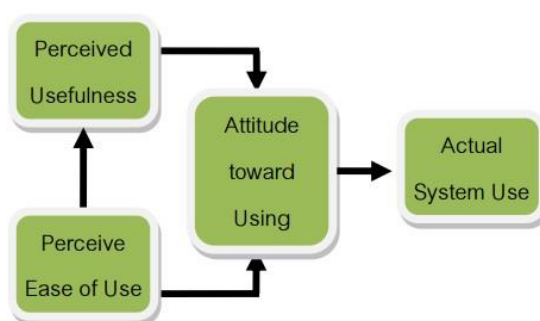 Perceived
Usefulness
Attitude
toward
Using
Actual
System Use
Perceive
Ease of Use